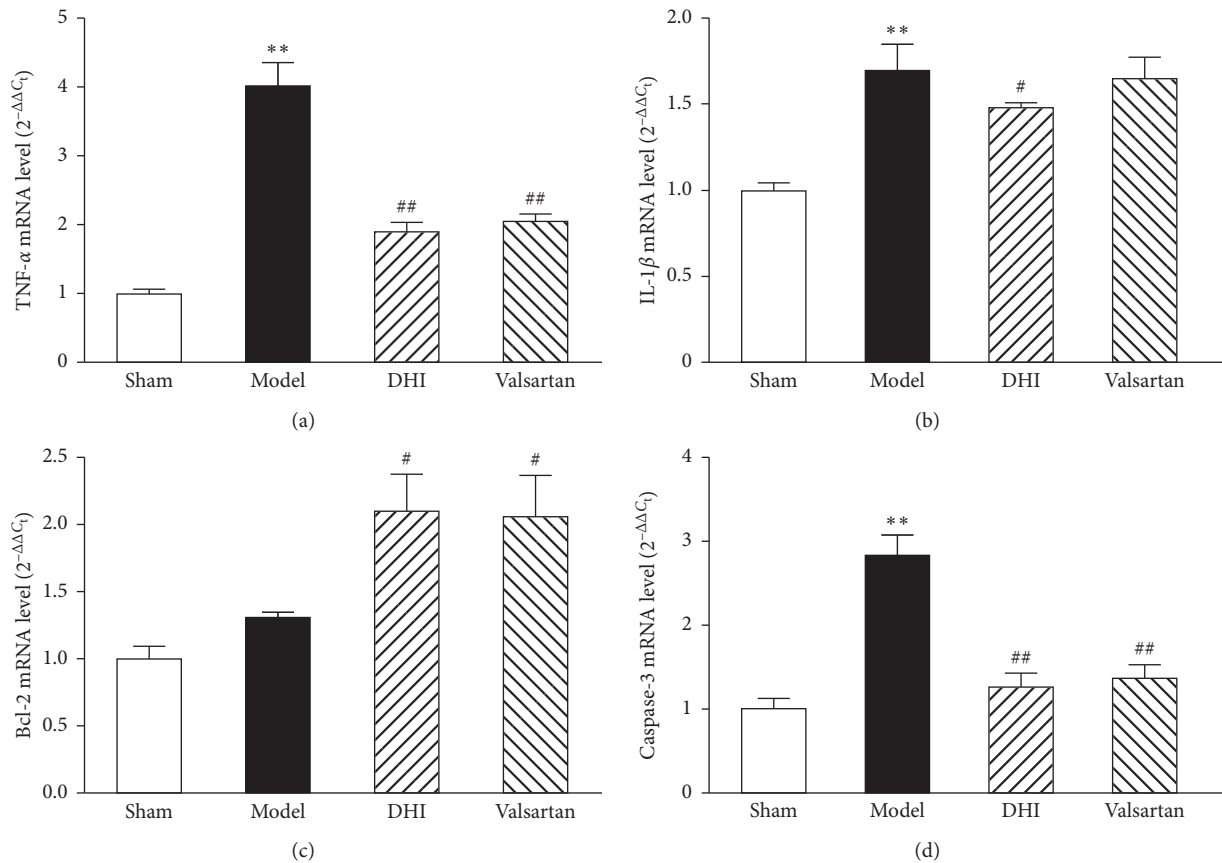 TNF-α mRNA level (2^−ΔΔCt)
5
4
3
2
1
0
**
##
##
Sham Model DHI Valsartan
(a)
IL-1β mRNA level (2^−ΔΔCt)
2.0
1.5
1.0
0.5
0
**
#
Sham Model DHI Valsartan
(b)
Bcl-2 mRNA level (2^−ΔΔCt)
2.5
2.0
1.5
1.0
0.5
0.0
#
#
Sham Model DHI Valsartan
(c)
Caspase-3 mRNA level (2^−ΔΔCt)
4
3
2
1
0
**
##
##
Sham Model DHI Valsartan
(d)